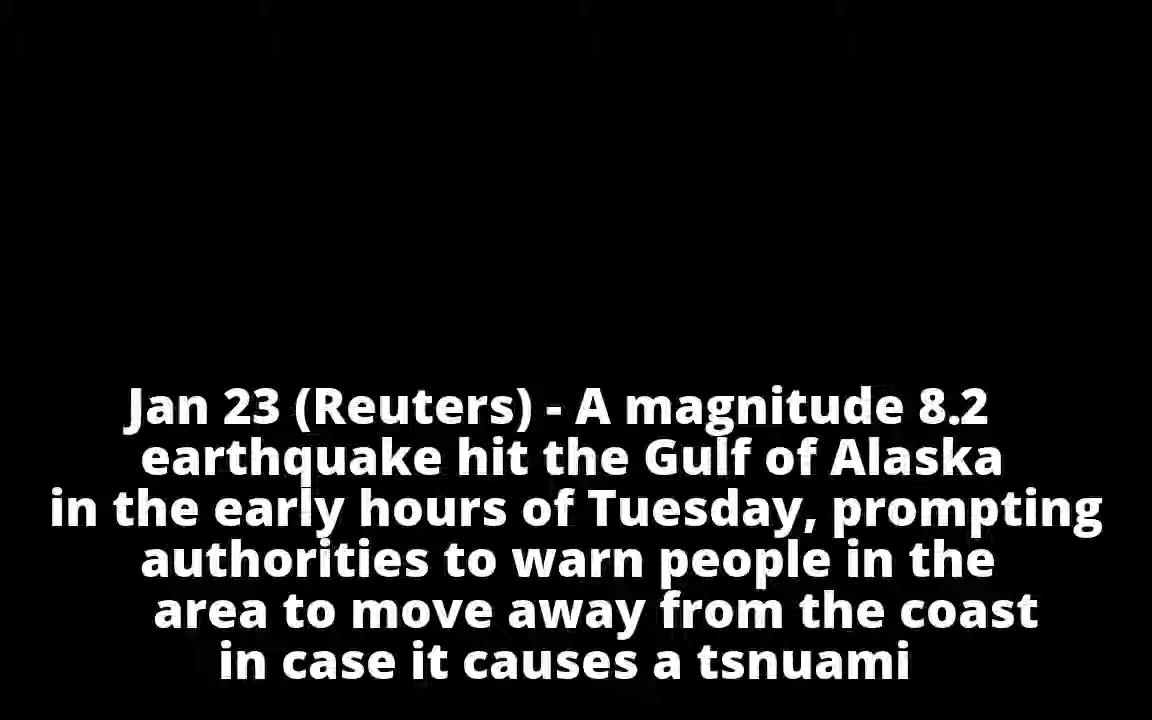 Jan 23 (Reuters) - A magnitude 8.2
earthquake hit the Gulf of Alaska
in the early hours of Tuesday, prompting
authorities to warn people in the
area to move away from the coast
in case it causes a tsnuami